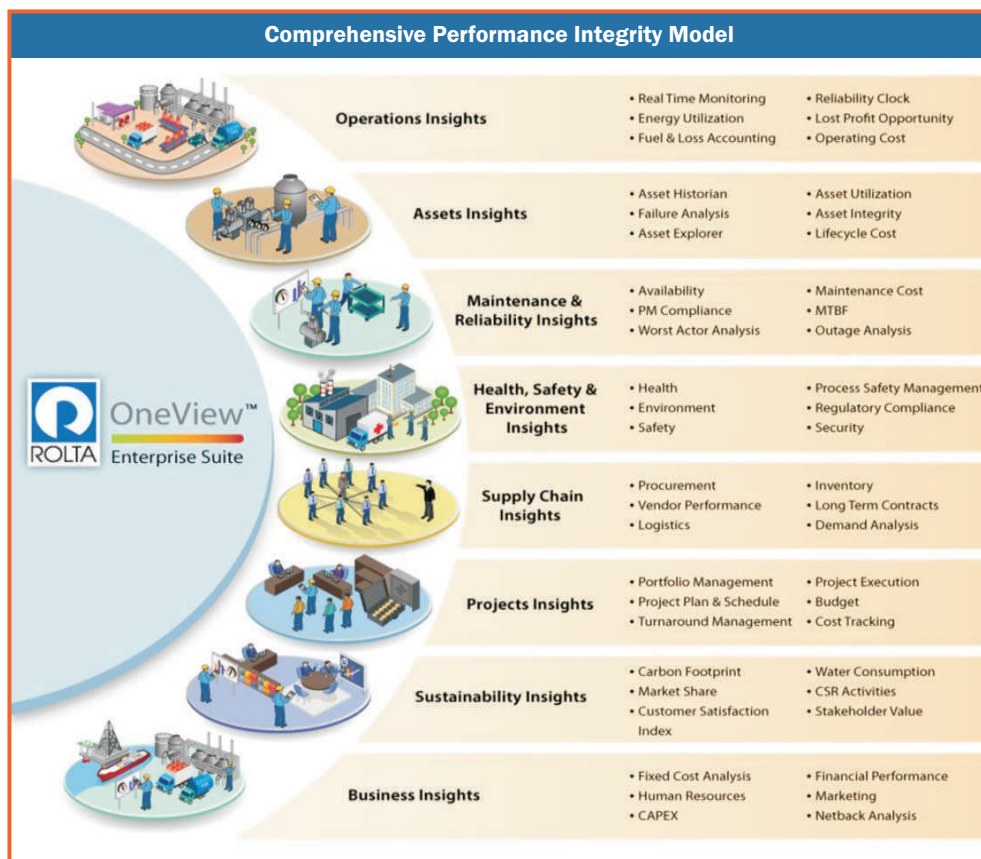 Comprehensive Performance Integrity Model
Operations Insights
• Real Time Monitoring
• Energy Utilization
• Fuel & Loss Accounting
• Reliability Clock
• Lost Profit Opportunity
• Operating Cost
Assets Insights
• Asset Historian
• Failure Analysis
• Asset Explorer
• Asset Utilization
• Asset Integrity
• Lifecycle Cost
Maintenance &
Reliability Insights
• Availability
• PM Compliance
• Worst Actor Analysis
• Maintenance Cost
• MTBF
• Outage Analysis
Health, Safety &
Environment
Insights
• Health
• Environment
• Safety
• Process Safety Management
• Regulatory Compliance
• Security
ROLTA
OneView™
Enterprise Suite
Supply Chain
Insights
• Procurement
• Vendor Performance
• Logistics
• Inventory
• Long Term Contracts
• Demand Analysis
Projects Insights
• Portfolio Management
• Project Plan & Schedule
• Turnaround Management
• Project Execution
• Budget
• Cost Tracking
Sustainability Insights
• Carbon Footprint
• Market Share
• Customer Satisfaction
Index
• Water Consumption
• CSR Activities
• Stakeholder Value
Business Insights
• Fixed Cost Analysis
• Human Resources
• CAPEX
• Financial Performance
• Marketing
• Netback Analysis